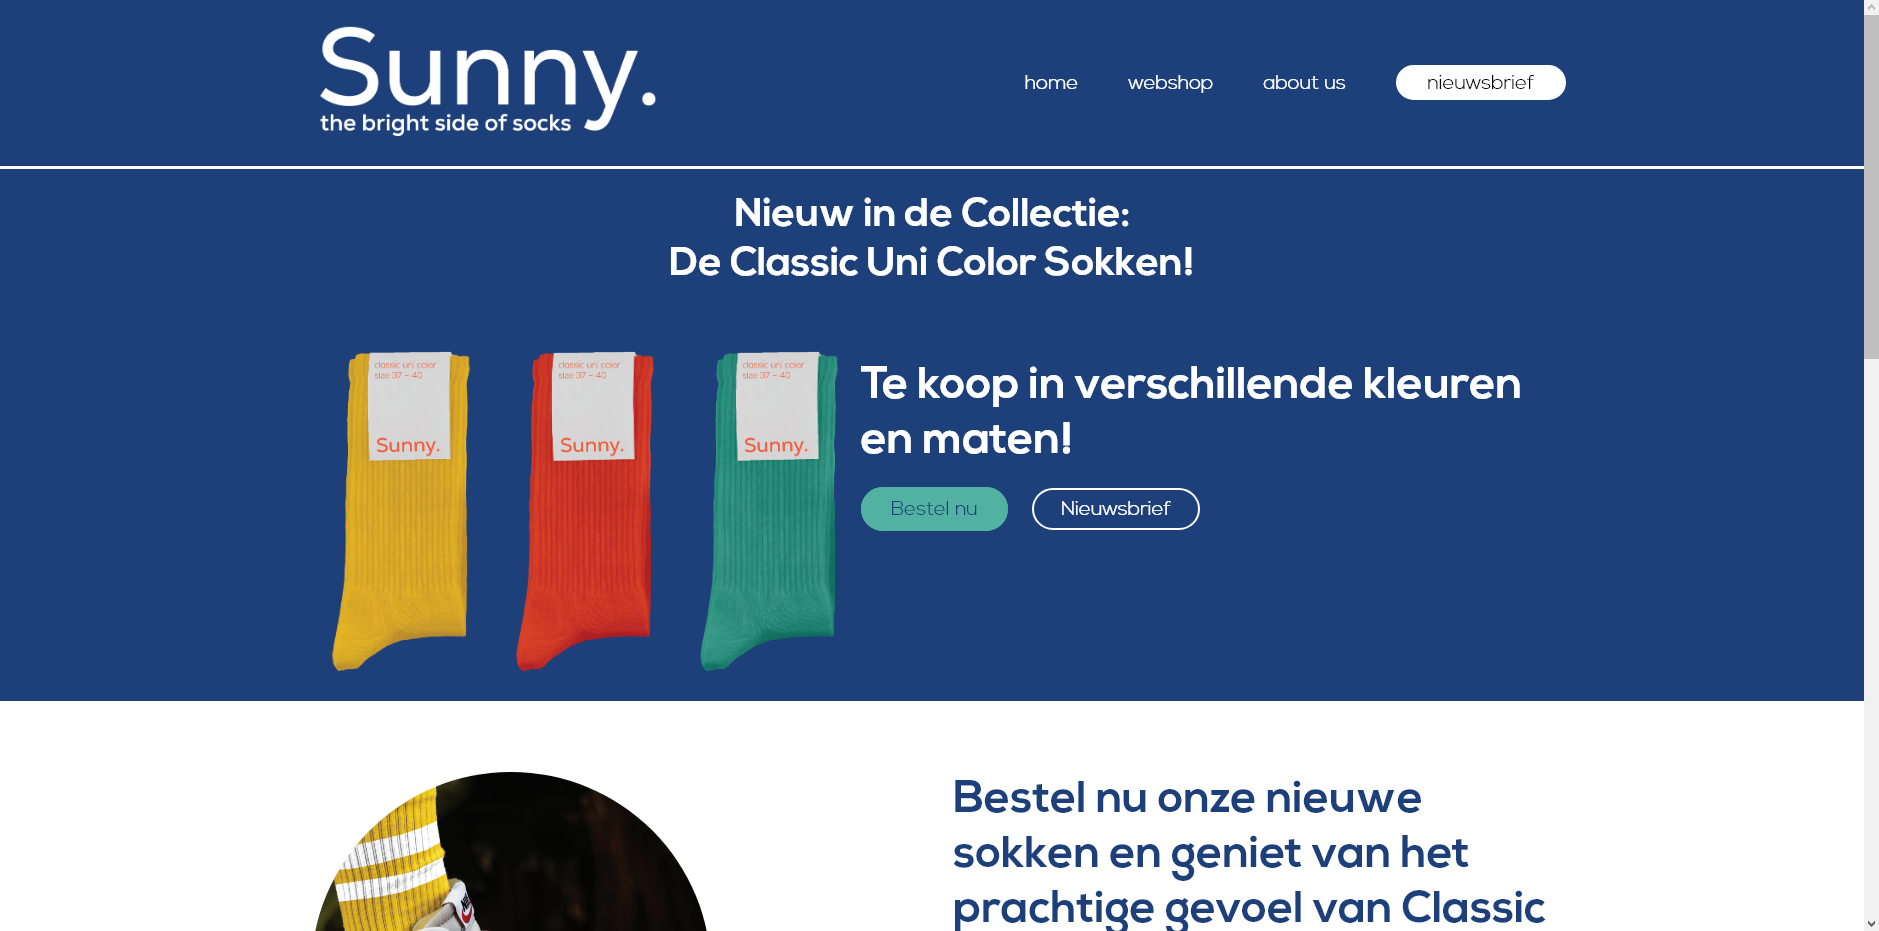 Sunny.
the bright side of socks
home
webshop
about us
nieuwsbrief
Nieuw in de Collectie:
De Classic Uni Color Sokken!
classic uni color
size 37 – 40
Sunny.
classic uni color
size 37 – 40
Sunny.
classic uni color
size 37 – 40
Sunny.
Te koop in verschillende kleuren
en maten!
Bestel nu
Nieuwsbrief
Bestel nu onze nieuwe
sokken en geniet van het
prachtige gevoel van Classic